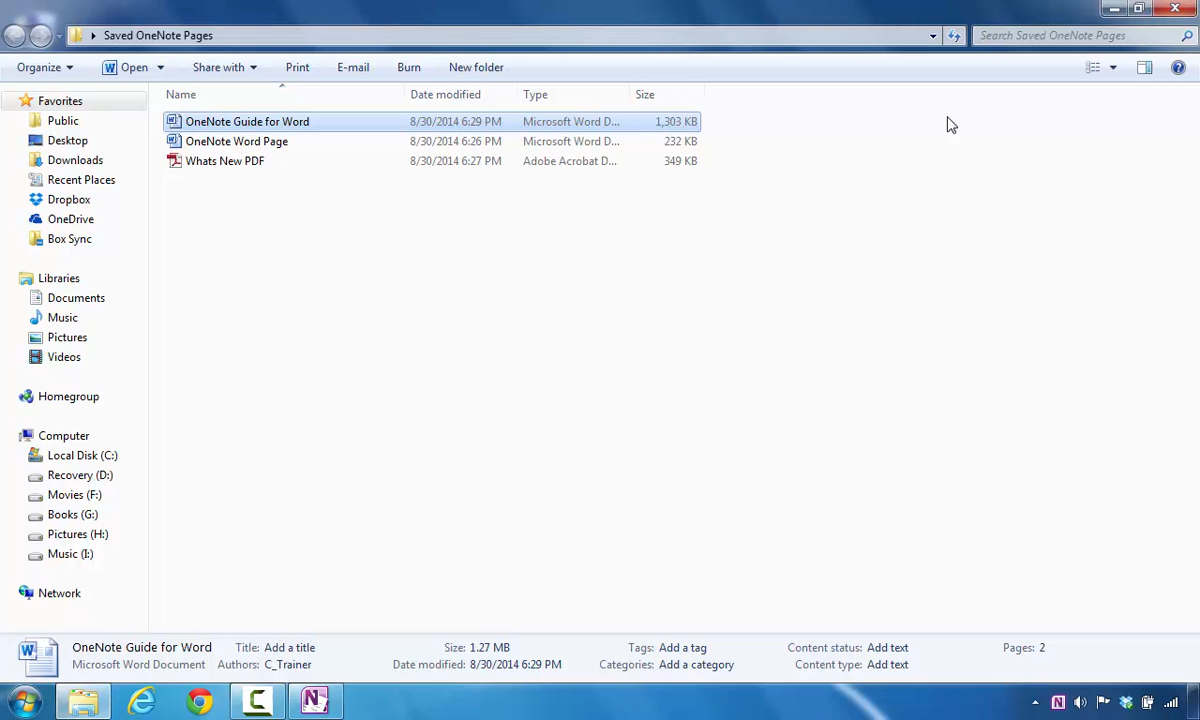 Saved OneNote Pages
Search Saved OneNote Pages
Organize Open Share with Print E-mail Burn New folder
Name Date modified Type Size
OneNote Guide for Word 8/30/2014 6:29 PM Microsoft Word D... 1,303 KB
OneNote Word Page 8/30/2014 6:26 PM Microsoft Word D... 232 KB
Whats New PDF 8/30/2014 6:27 PM Adobe Acrobat D... 349 KB
Favorites
Public
Desktop
Downloads
Recent Places
Dropbox
OneDrive
Box Sync
Libraries
Documents
Music
Pictures
Videos
Homegroup
Computer
Local Disk (C:)
Recovery (D:)
Movies (F:)
Books (G:)
Pictures (H:)
Music (I:)
Network
OneNote Guide for Word Title: Add a title Size: 1.27 MB Tags: Add a tag Content status: Add text Pages: 2
Microsoft Word Document Authors: C_Trainer Date modified: 8/30/2014 6:29 PM Categories: Add a category Content type: Add text